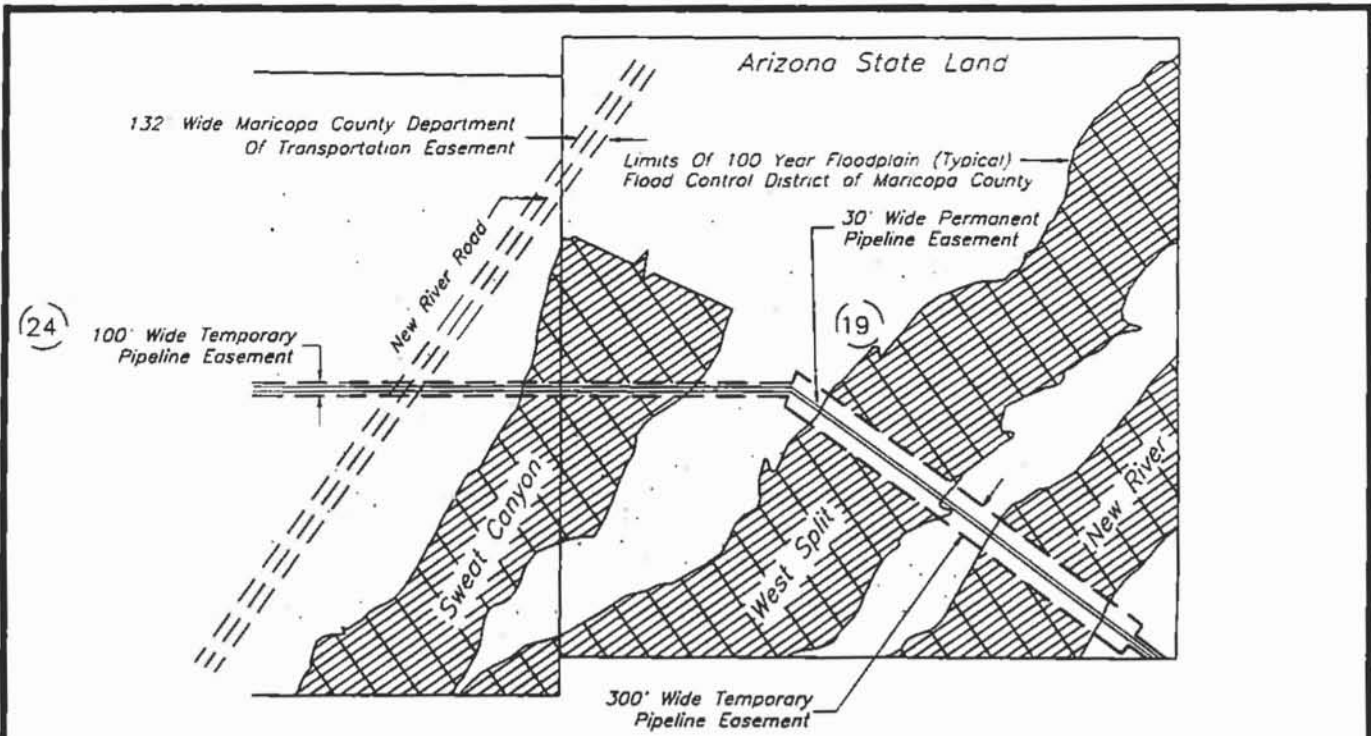 Arizona State Land
132' Wide Maricopa County Department
Of Transportation Easement
Limits Of 100 Year Floodplain (Typical)
Flood Control District of Maricopa County
30' Wide Permanent
Pipeline Easement
New River Road
24
100' Wide Temporary
Pipeline Easement
19
Sweat Canyon
West Split
New River
300' Wide Temporary
Pipeline Easement